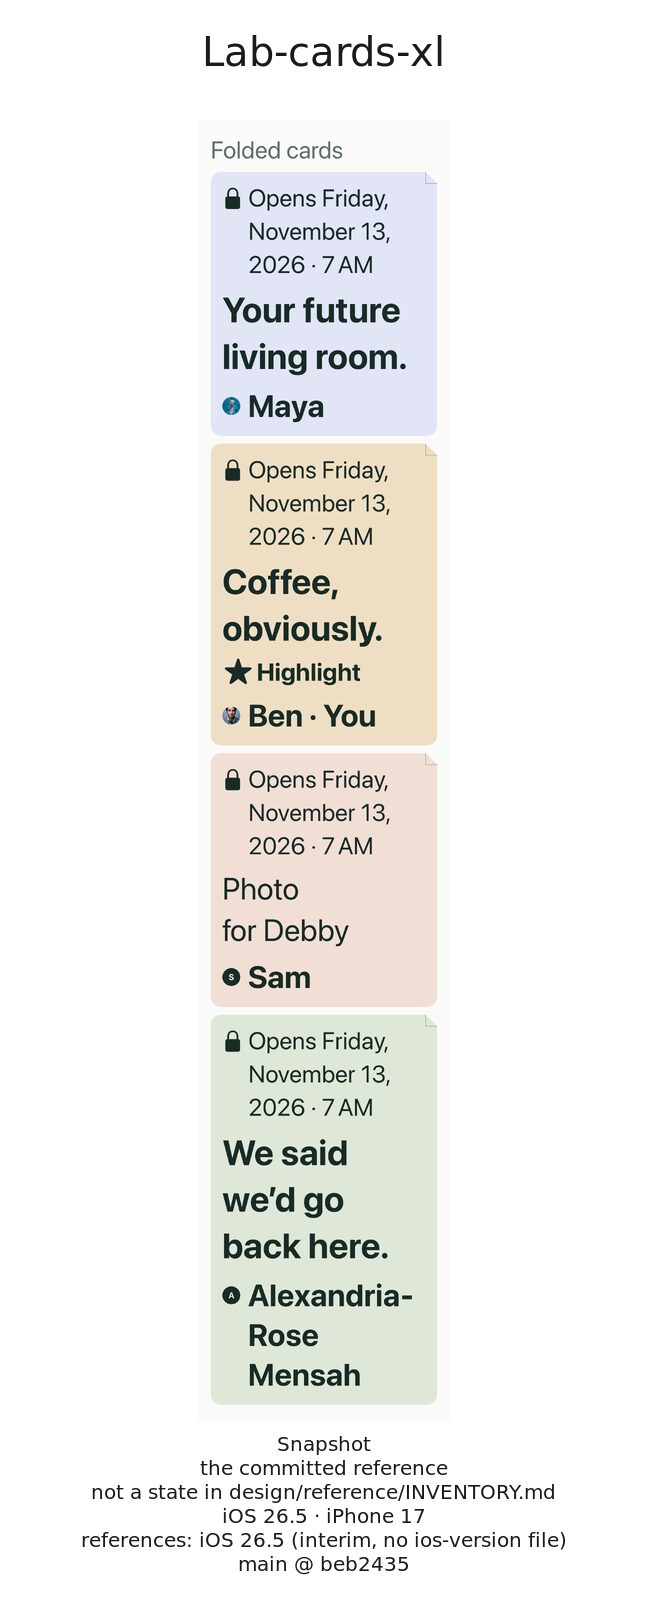 Lab-cards-xl
Folded cards
Opens Friday,
November 13,
2026 · 7 AM
Your future
living room.
Maya
Opens Friday,
November 13,
2026 · 7 AM
Coffee,
obviously.
Highlight
Ben · You
Opens Friday,
November 13,
2026 · 7 AM
Photo
for Debby
S Sam
Opens Friday,
November 13,
2026 · 7 AM
We said
we’d go
back here.
A Alexandria-
Rose
Mensah
Snapshot
the committed reference
not a state in design/reference/INVENTORY.md
iOS 26.5 · iPhone 17
references: iOS 26.5 (interim, no ios-version file)
main @ beb2435